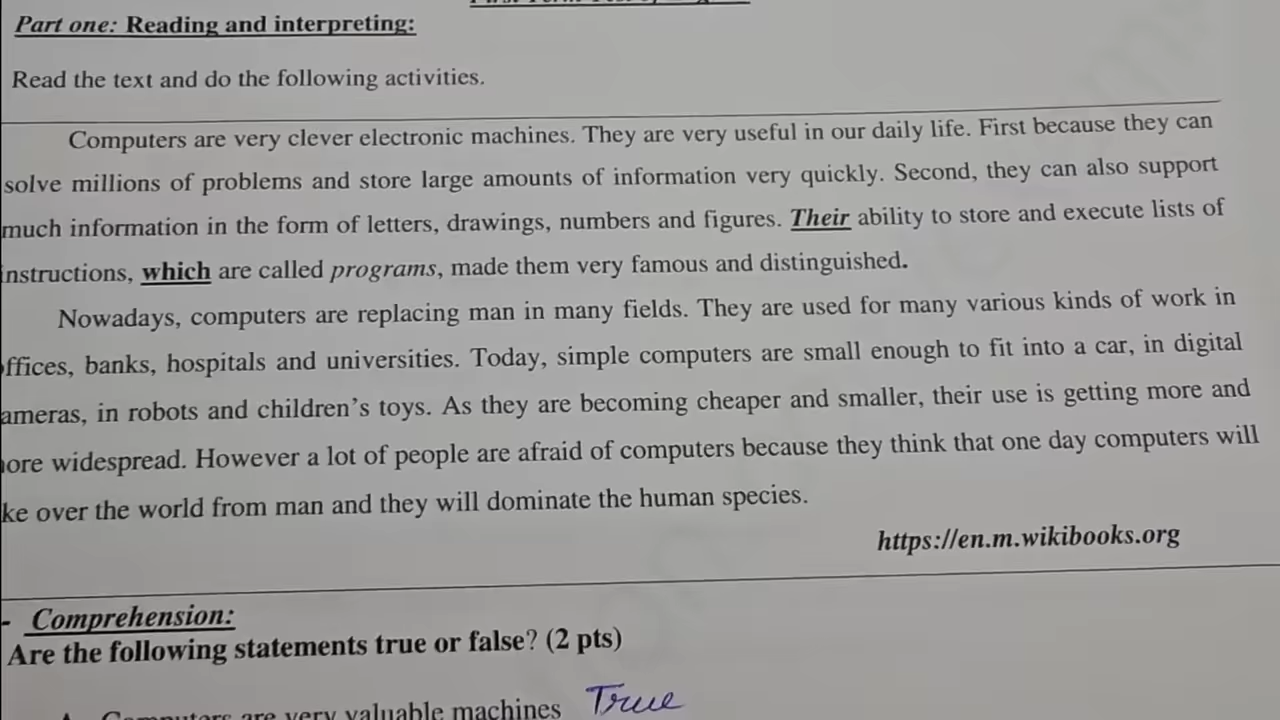 Part one: Reading and interpreting:
Read the text and do the following activities.
Computers are very clever electronic machines. They are very useful in our daily life. First because they can
solve millions of problems and store large amounts of information very quickly. Second, they can also support
much information in the form of letters, drawings, numbers and figures. Their ability to store and execute lists of
nstructions, which are called programs, made them very famous and distinguished.
Nowadays, computers are replacing man in many fields. They are used for many various kinds of work in
offices, banks, hospitals and universities. Today, simple computers are small enough to fit into a car, in digital
ameras, in robots and children's toys. As they are becoming cheaper and smaller, their use is getting more and
ore widespread. However a lot of people are afraid of computers because they think that one day computers will
ke over the world from man and they will dominate the human species.
https://en.m.wikibooks.org
- Comprehension:
Are the following statements true or false? (2 pts)
Computers are very valuable machines True